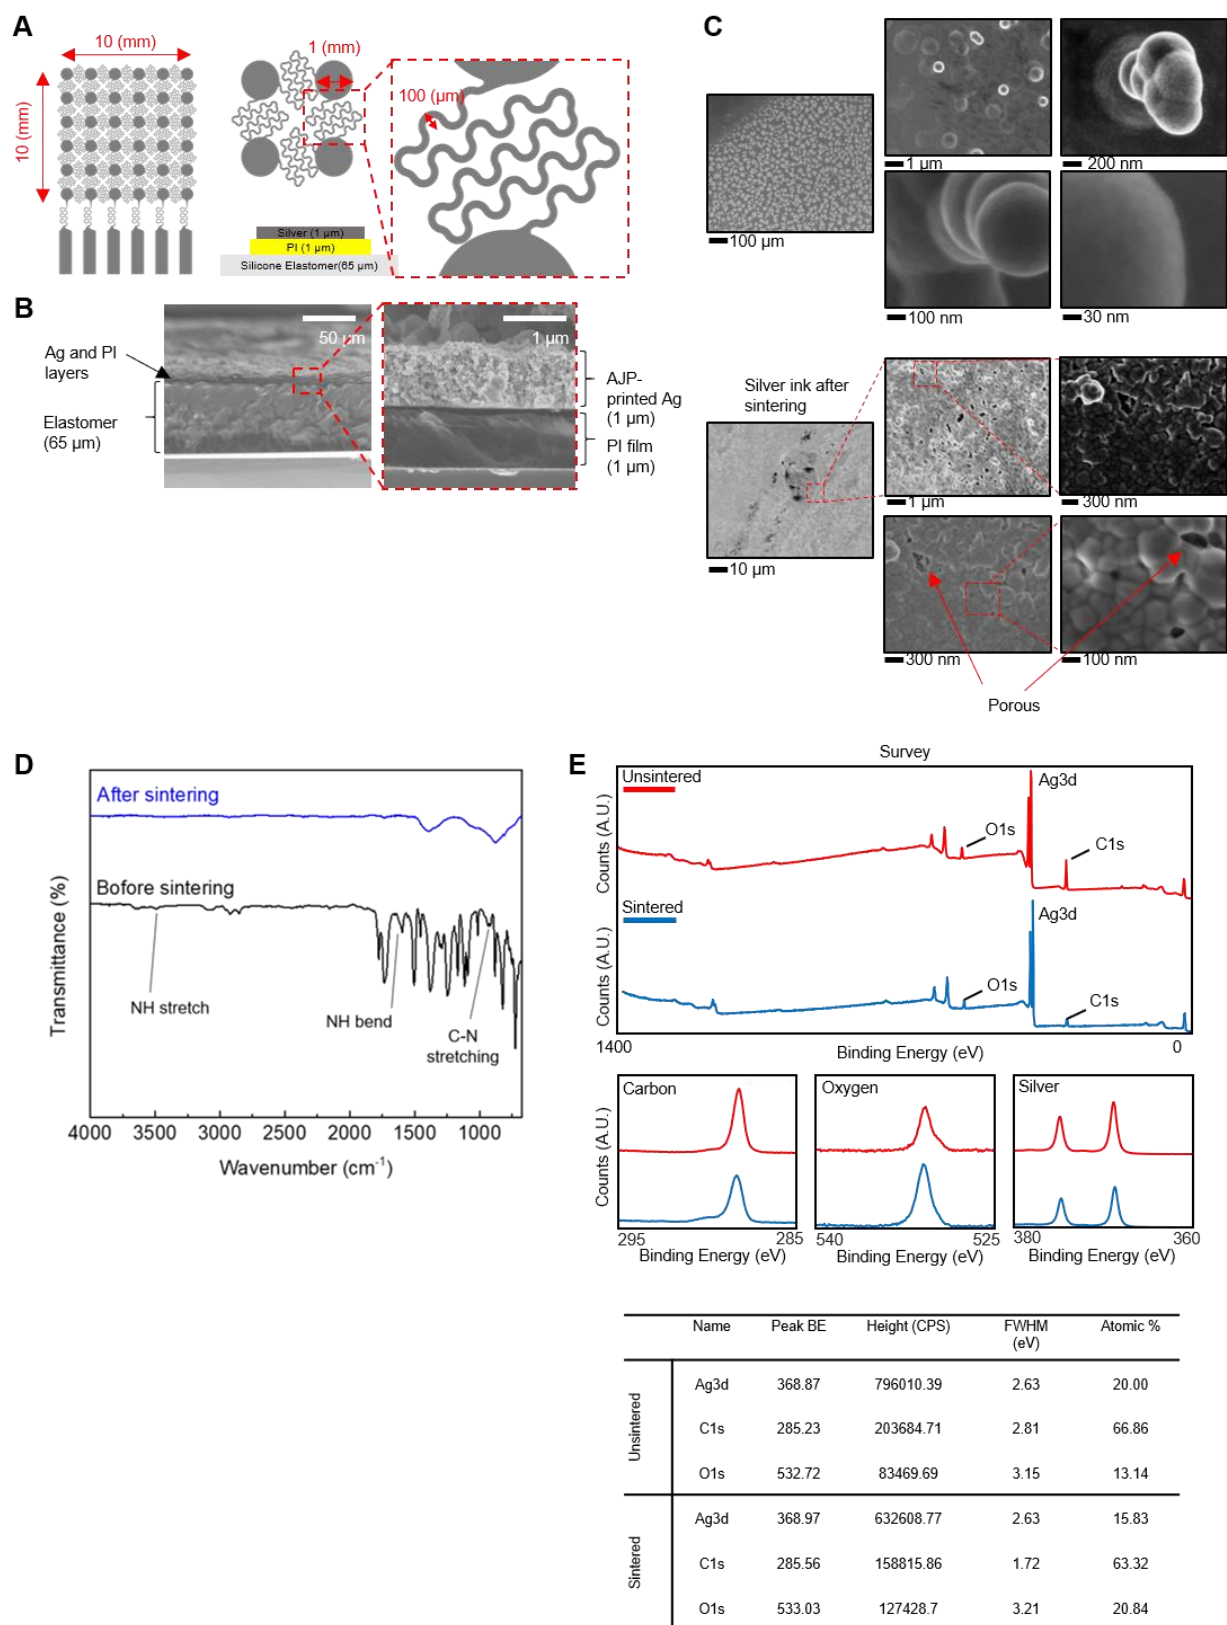 A
10 (mm)
10 (mm)
1 (mm)
100 (µm)
Silver (1 µm)
PI (1 µm)
Silicone Elastomer(65 µm)
B
Ag and PI
layers
Elastomer
(65 µm)
50 µm
1 µm
AJP-
printed Ag
(1 µm)
PI film
(1 µm)
C
100 µm
1 µm
200 nm
100 nm
30 nm
Silver ink after
sintering
10 µm
1 µm
300 nm
300 nm
100 nm
Porous
D
After sintering
Bofore sintering
NH stretch
NH bend
C-N
stretching
Transmittance (%)
4000 3500 3000 2500 2000 1500 1000
Wavenumber (cm-1)
E
Survey
Unsintered
Ag3d
O1s
C1s
Counts (A.U.)
Sintered
Ag3d
O1s
C1s
Counts (A.U.)
1400 Binding Energy (eV) 0
Carbon
Oxygen
Silver
Counts (A.U.)
295 285
Binding Energy (eV)
540 525
Binding Energy (eV)
380 360
Binding Energy (eV)
Name Peak BE Height (CPS) FWHM Atomic %
(eV)
Unsintered
Ag3d 368.87 796010.39 2.63 20.00
C1s 285.23 203684.71 2.81 66.86
O1s 532.72 83469.69 3.15 13.14
Sintered
Ag3d 368.97 632608.77 2.63 15.83
C1s 285.56 158815.86 1.72 63.32
O1s 533.03 127428.7 3.21 20.84